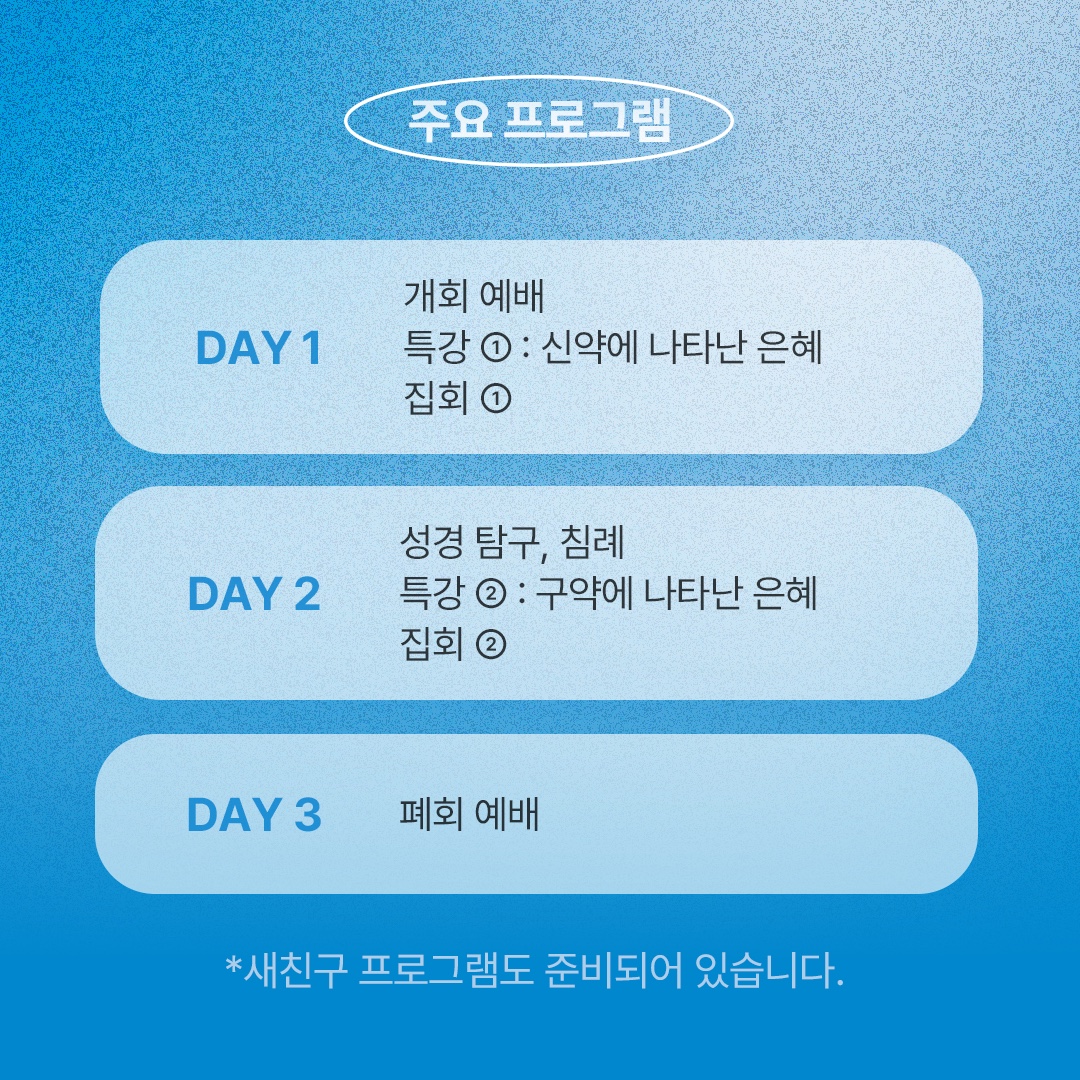 주요 프로그램
DAY 1
개회 예배
특강 ① : 신약에 나타난 은혜
집회 ①
DAY 2
성경 탐구, 침례
특강 ② : 구약에 나타난 은혜
집회 ②
DAY 3
폐회 예배
*새친구 프로그램도 준비되어 있습니다.